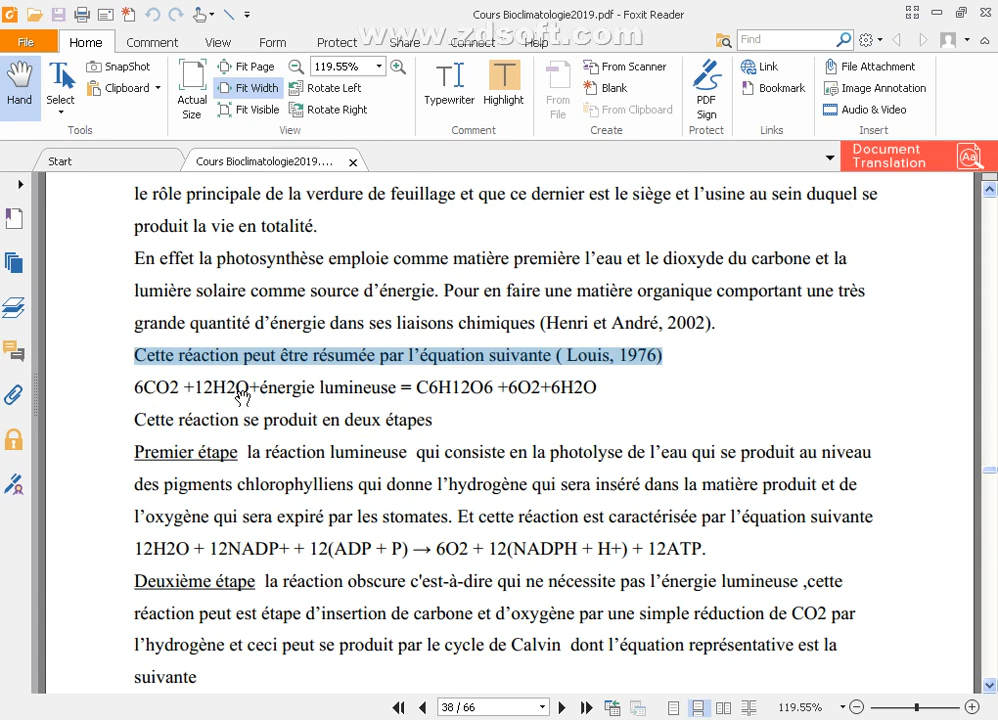 Cours Bioclimatologie2019.pdf - Foxit Reader
File Home Comment View Form Protect Share Connect Help Find
www.zdsoft.com
SnapShot Fit Page 119.55% From Scanner Link File Attachment
Hand Select Clipboard Actual Size Fit Width Rotate Left Typewriter Highlight From File Blank PDF Sign Bookmark Image Annotation
Fit Visible Rotate Right From Clipboard Audio & Video
Tools View Comment Create Protect Links Insert
Start Cours Bioclimatologie2019.... Document Translation
le rôle principale de la verdure de feuillage et que ce dernier est le siège et l’usine au sein duquel se
produit la vie en totalité.
En effet la photosynthèse emploie comme matière première l’eau et le dioxyde du carbone et la
lumière solaire comme source d’énergie. Pour en faire une matière organique comportant une très
grande quantité d’énergie dans ses liaisons chimiques (Henri et André, 2002).
Cette réaction peut être résumée par l’équation suivante ( Louis, 1976)
6CO2 +12H2O+énergie lumineuse = C6H12O6 +6O2+6H2O
Cette réaction se produit en deux étapes
Premier étape la réaction lumineuse qui consiste en la photolyse de l’eau qui se produit au niveau
des pigments chlorophylliens qui donne l’hydrogène qui sera inséré dans la matière produit et de
l’oxygène qui sera expiré par les stomates. Et cette réaction est caractérisée par l’équation suivante
12H2O + 12NADP+ + 12(ADP + P) → 6O2 + 12(NADPH + H+) + 12ATP.
Deuxième étape la réaction obscure c'est-à-dire qui ne nécessite pas l’énergie lumineuse ,cette
réaction peut est étape d’insertion de carbone et d’oxygène par une simple réduction de CO2 par
l’hydrogène et ceci peut se produit par le cycle de Calvin dont l’équation représentative est la
suivante
38 / 66 119.55%